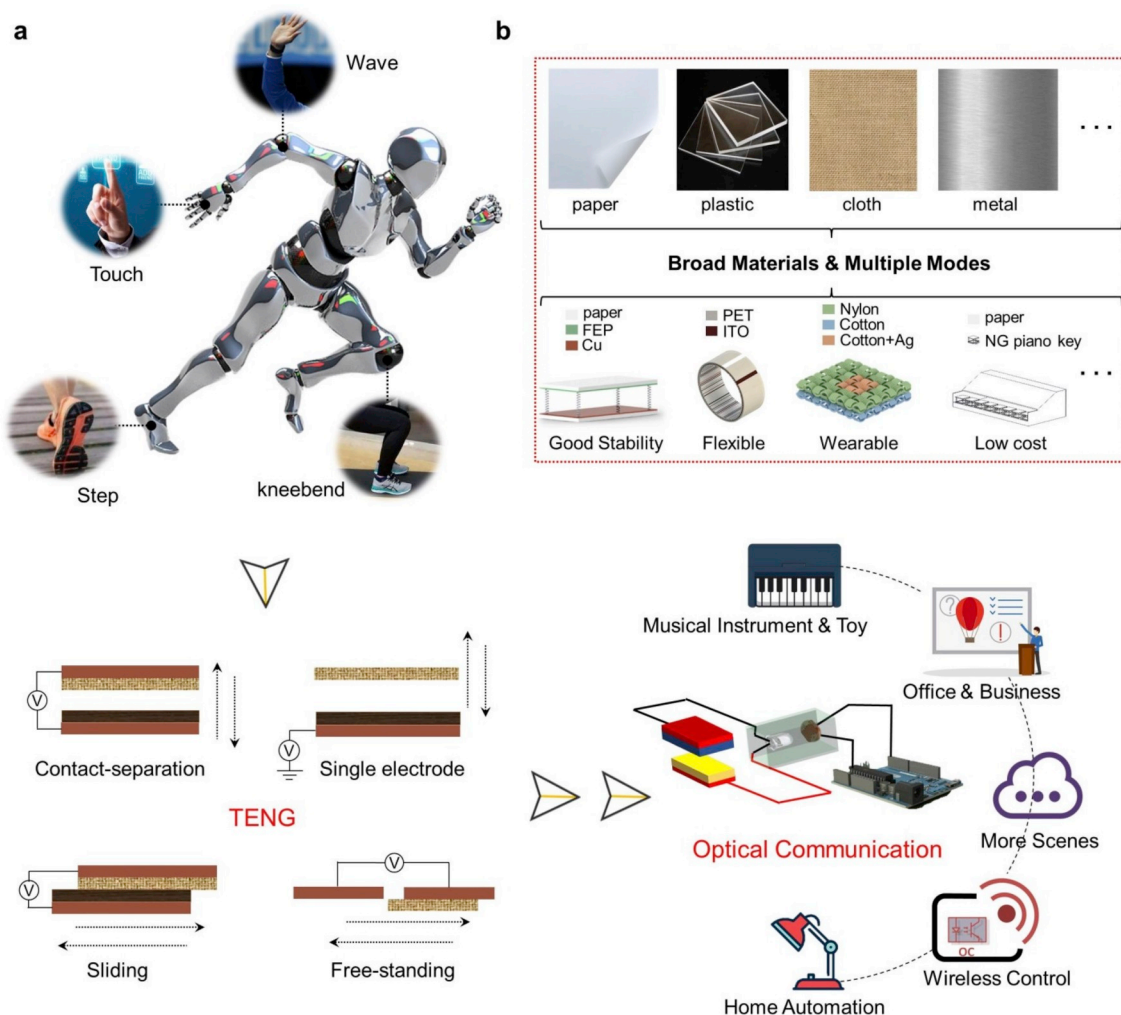 a
Wave
Touch
Step
kneebend
b
paper
plastic
cloth
metal
...
Broad Materials & Multiple Modes
paper
FEP
Cu
PET
ITO
Nylon
Cotton
Cotton+Ag
paper
NG piano key
...
Good Stability
Flexible
Wearable
Low cost
V
Contact-separation
V
Single electrode
TENG
V
Sliding
V
Free-standing
Musical Instrument & Toy
?
!
Office & Business
Optical Communication
More Scenes
OC
Wireless Control
Home Automation